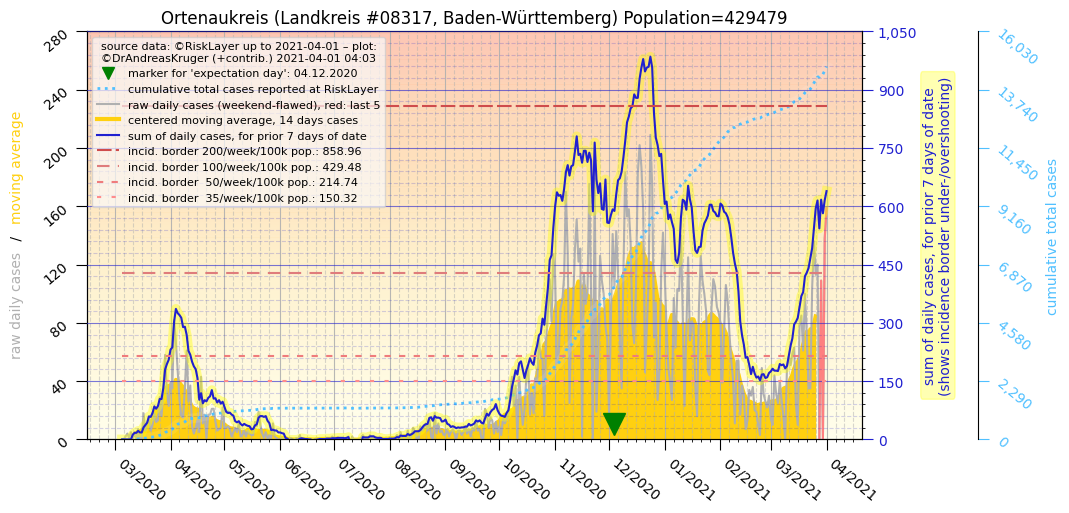 Ortenaukreis (Landkreis #08317, Baden-Württemberg) Population=429479
source data: ©RiskLayer up to 2021-04-01 – plot:
©DrAndreasKruger (+contrib.) 2021-04-01 04:03
marker for 'expectation day': 04.12.2020
cumulative total cases reported at RiskLayer
raw daily cases (weekend-flawed), red: last 5
centered moving average, 14 days cases
sum of daily cases, for prior 7 days of date
incid. border 200/week/100k pop.: 858.96
incid. border 100/week/100k pop.: 429.48
incid. border  50/week/100k pop.: 214.74
incid. border  35/week/100k pop.: 150.32
raw daily cases / moving average
280
240
200
160
120
80
40
0
03/2020
04/2020
05/2020
06/2020
07/2020
08/2020
09/2020
10/2020
11/2020
12/2020
01/2021
02/2021
03/2021
04/2021
1,050
900
750
600
450
300
150
0
sum of daily cases, for prior 7 days of date
(shows incidence border under-/overshooting)
16,030
13,740
11,450
9,160
6,870
4,580
2,290
0
cumulative total cases